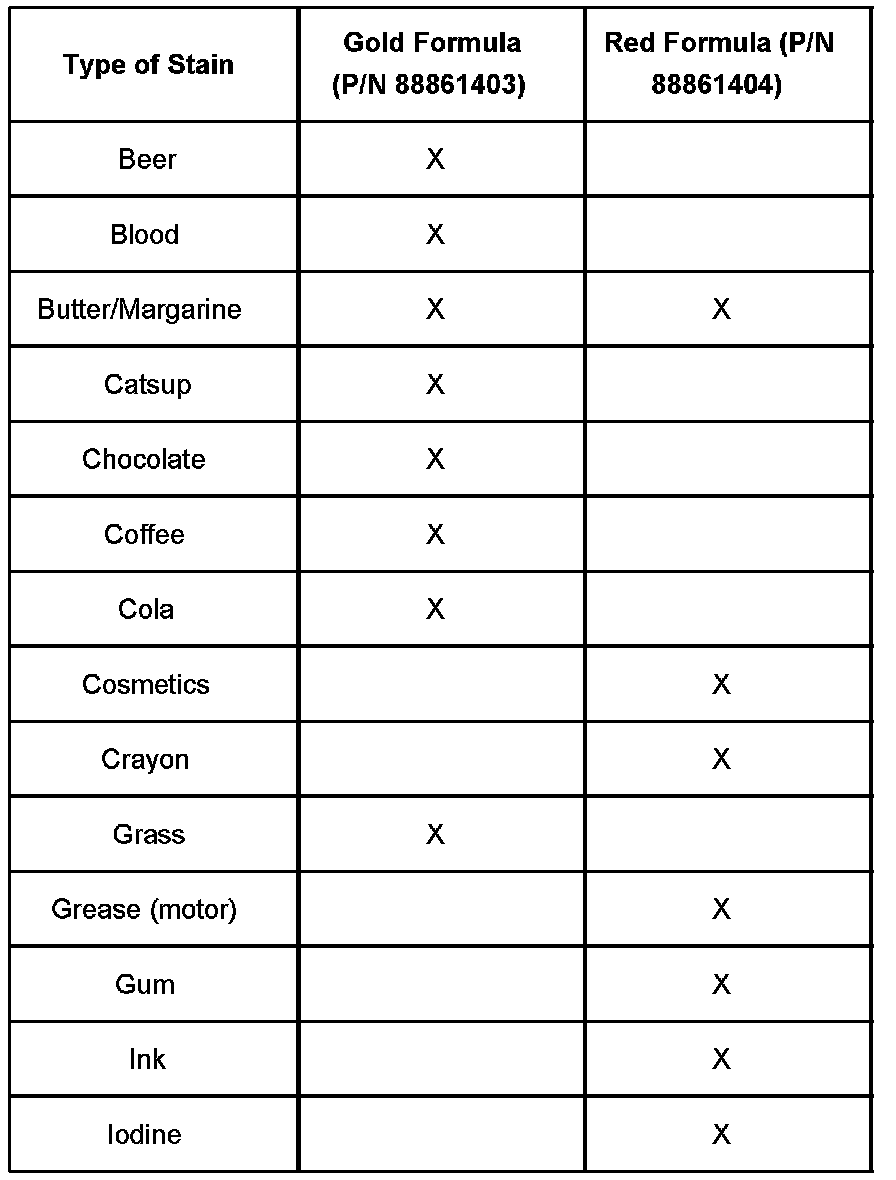 Type of Stain
Gold Formula
(P/N 88861403)
Red Formula (P/N
88861404)
Beer X
Blood X
Butter/Margarine X X
Catsup X
Chocolate X
Coffee X
Cola X
Cosmetics X
Crayon X
Grass X
Grease (motor) X
Gum X
Ink X
Iodine X